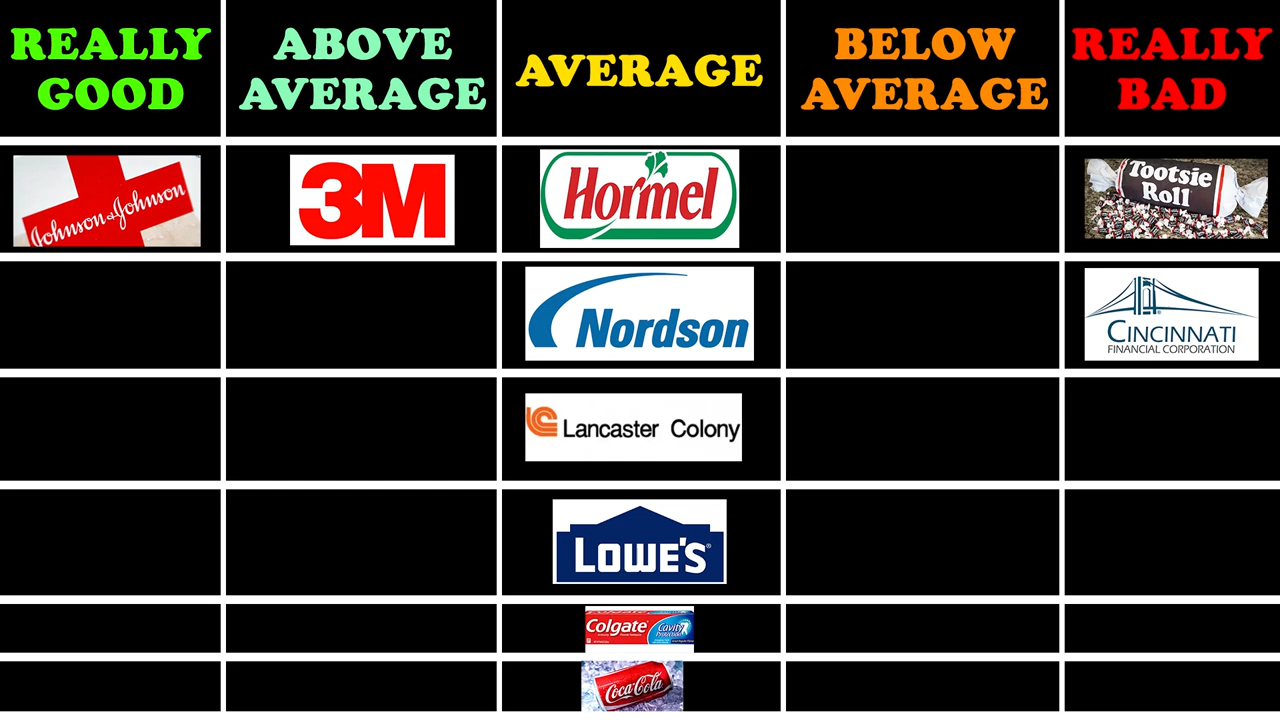 REALLY
GOOD
ABOVE
AVERAGE
AVERAGE
BELOW
AVERAGE
REALLY
BAD
Johnson & Johnson
3M
Hormel
Tootsie
Roll
Nordson
CINCINNATI
FINANCIAL CORPORATION
Lancaster Colony
LOWE'S
Colgate
Cavity
Protection
Coca-Cola